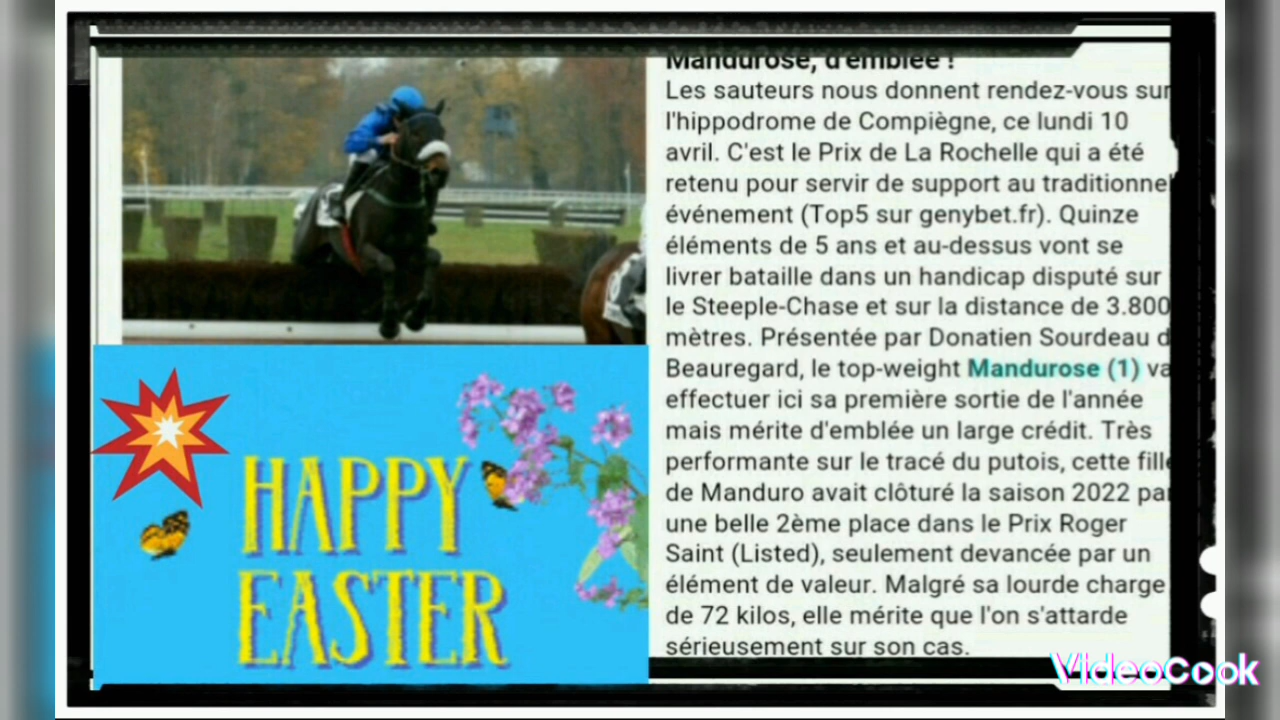 Mandurose, d'emblée !
Les sauteurs nous donnent rendez-vous sur
l'hippodrome de Compiègne, ce lundi 10
avril. C'est le Prix de La Rochelle qui a été
retenu pour servir de support au traditionnel
événement (Top5 sur genybet.fr). Quinze
éléments de 5 ans et au-dessus vont se
livrer bataille dans un handicap disputé sur
le Steeple-Chase et sur la distance de 3.800
mètres. Présentée par Donatien Sourdeau d
Beauregard, le top-weight Mandurose (1) va
effectuer ici sa première sortie de l'année
mais mérite d'emblée un large crédit. Très
performante sur le tracé du putois, cette fille
de Manduro avait clôturé la saison 2022 par
une belle 2ème place dans le Prix Roger
Saint (Listed), seulement devancée par un
élément de valeur. Malgré sa lourde charge
de 72 kilos, elle mérite que l'on s'attarde
sérieusement sur son cas.
HAPPY
EASTER
VideoCook